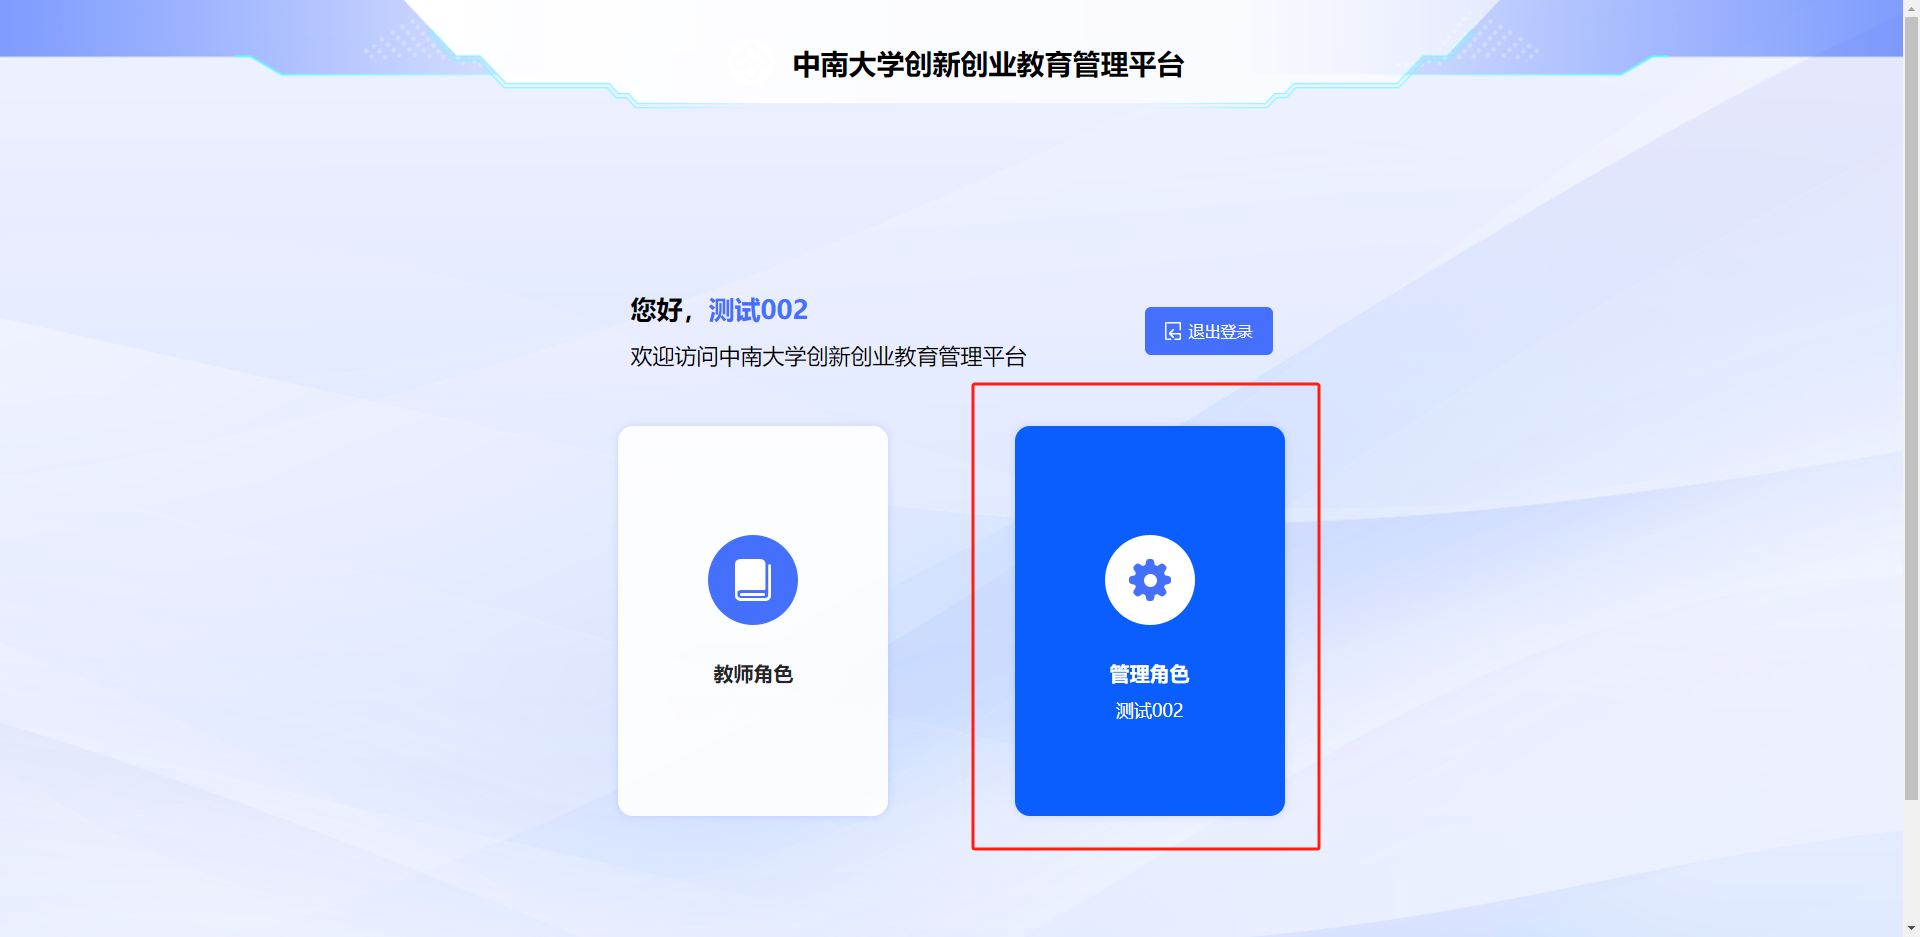 中南大学创新创业教育管理平台
您好，测试002
退出登录
欢迎访问中南大学创新创业教育管理平台
教师角色
管理角色
测试002